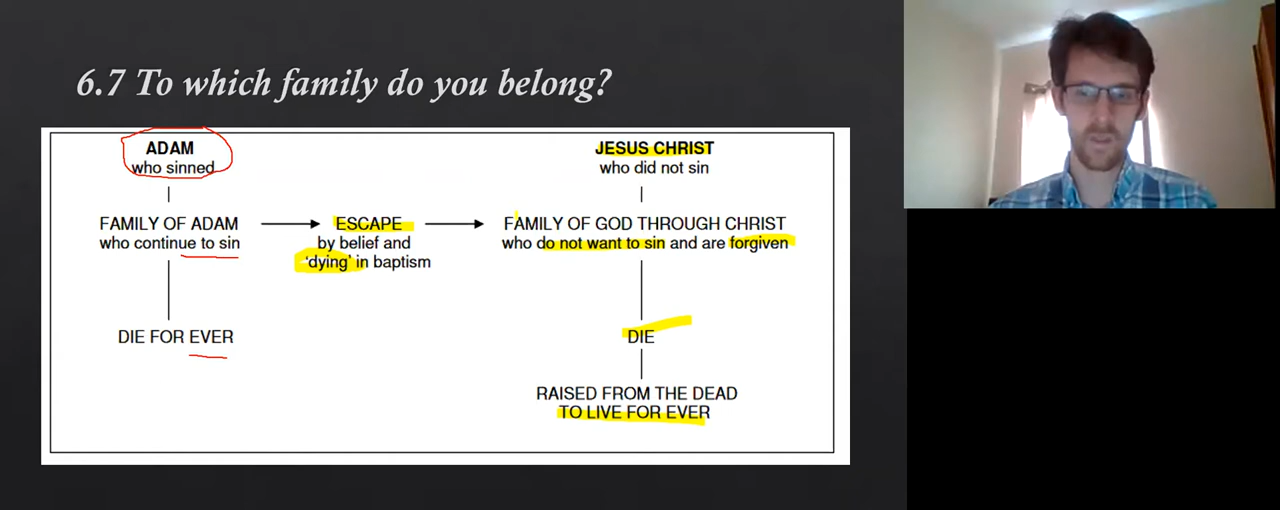 6.7 To which family do you belong?
ADAM
who sinned
JESUS CHRIST
who did not sin
FAMILY OF ADAM
who continue to sin
ESCAPE
by belief and
'dying' in baptism
FAMILY OF GOD THROUGH CHRIST
who do not want to sin and are forgiven
DIE FOR EVER
DIE
RAISED FROM THE DEAD
TO LIVE FOR EVER